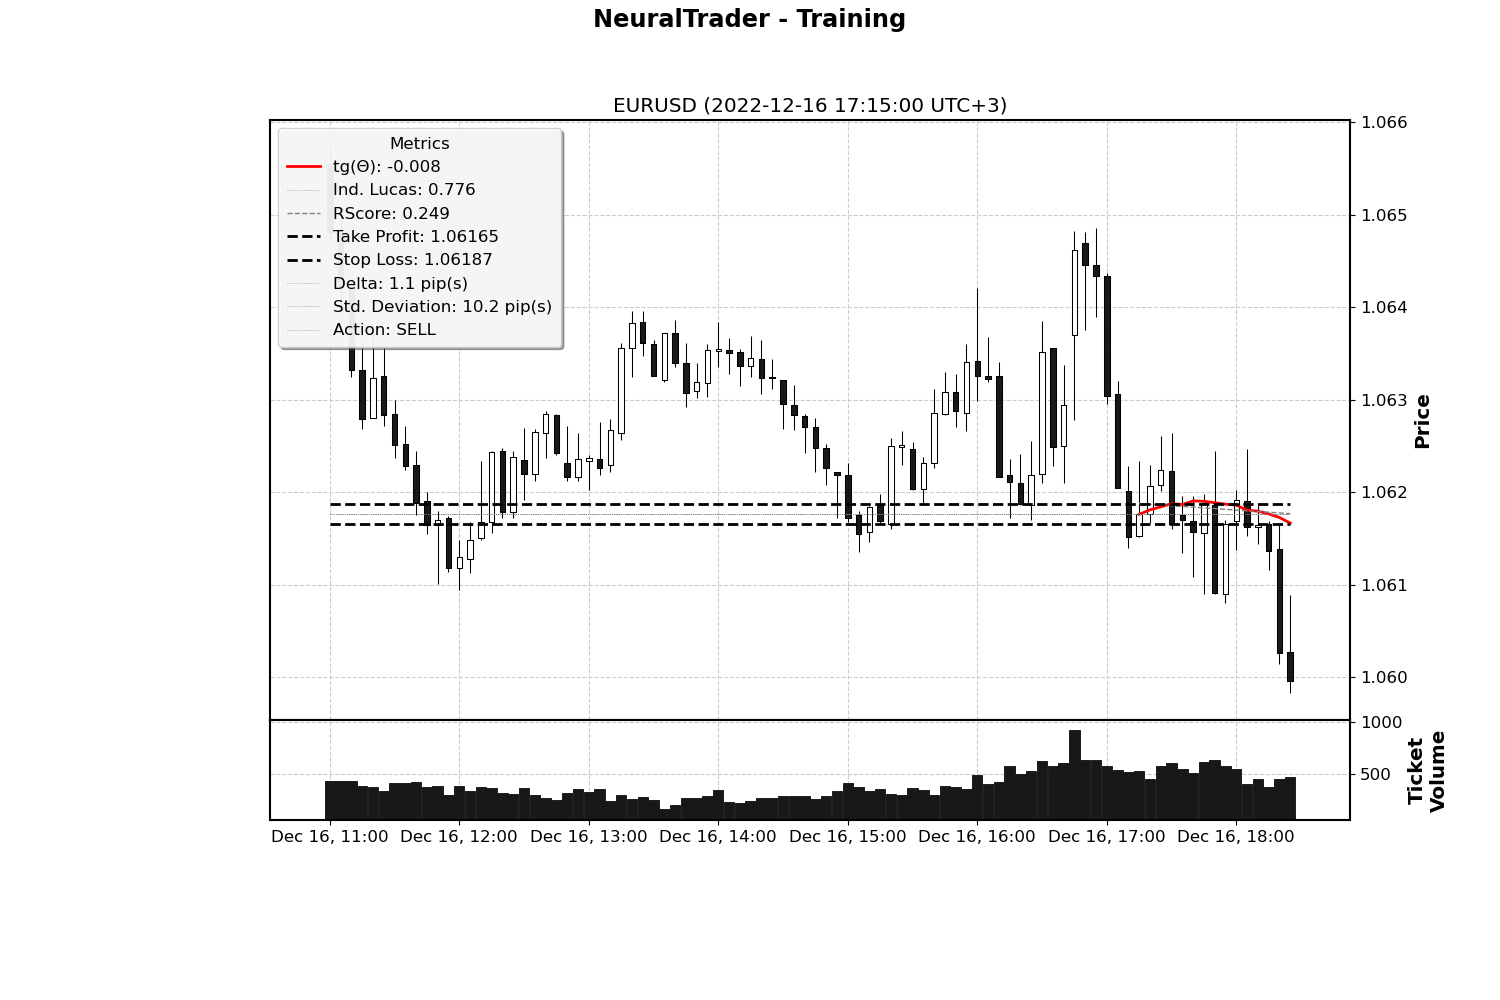 NeuralTrader - Training
EURUSD (2022-12-16 17:15:00 UTC+3)
Metrics
tg(Θ): -0.008
Ind. Lucas: 0.776
RScore: 0.249
Take Profit: 1.06165
Stop Loss: 1.06187
Delta: 1.1 pip(s)
Std. Deviation: 10.2 pip(s)
Action: SELL
1.066
1.065
1.064
1.063
1.062
1.061
1.060
Price
1000
500
Ticket
Volume
Dec 16, 11:00
Dec 16, 12:00
Dec 16, 13:00
Dec 16, 14:00
Dec 16, 15:00
Dec 16, 16:00
Dec 16, 17:00
Dec 16, 18:00